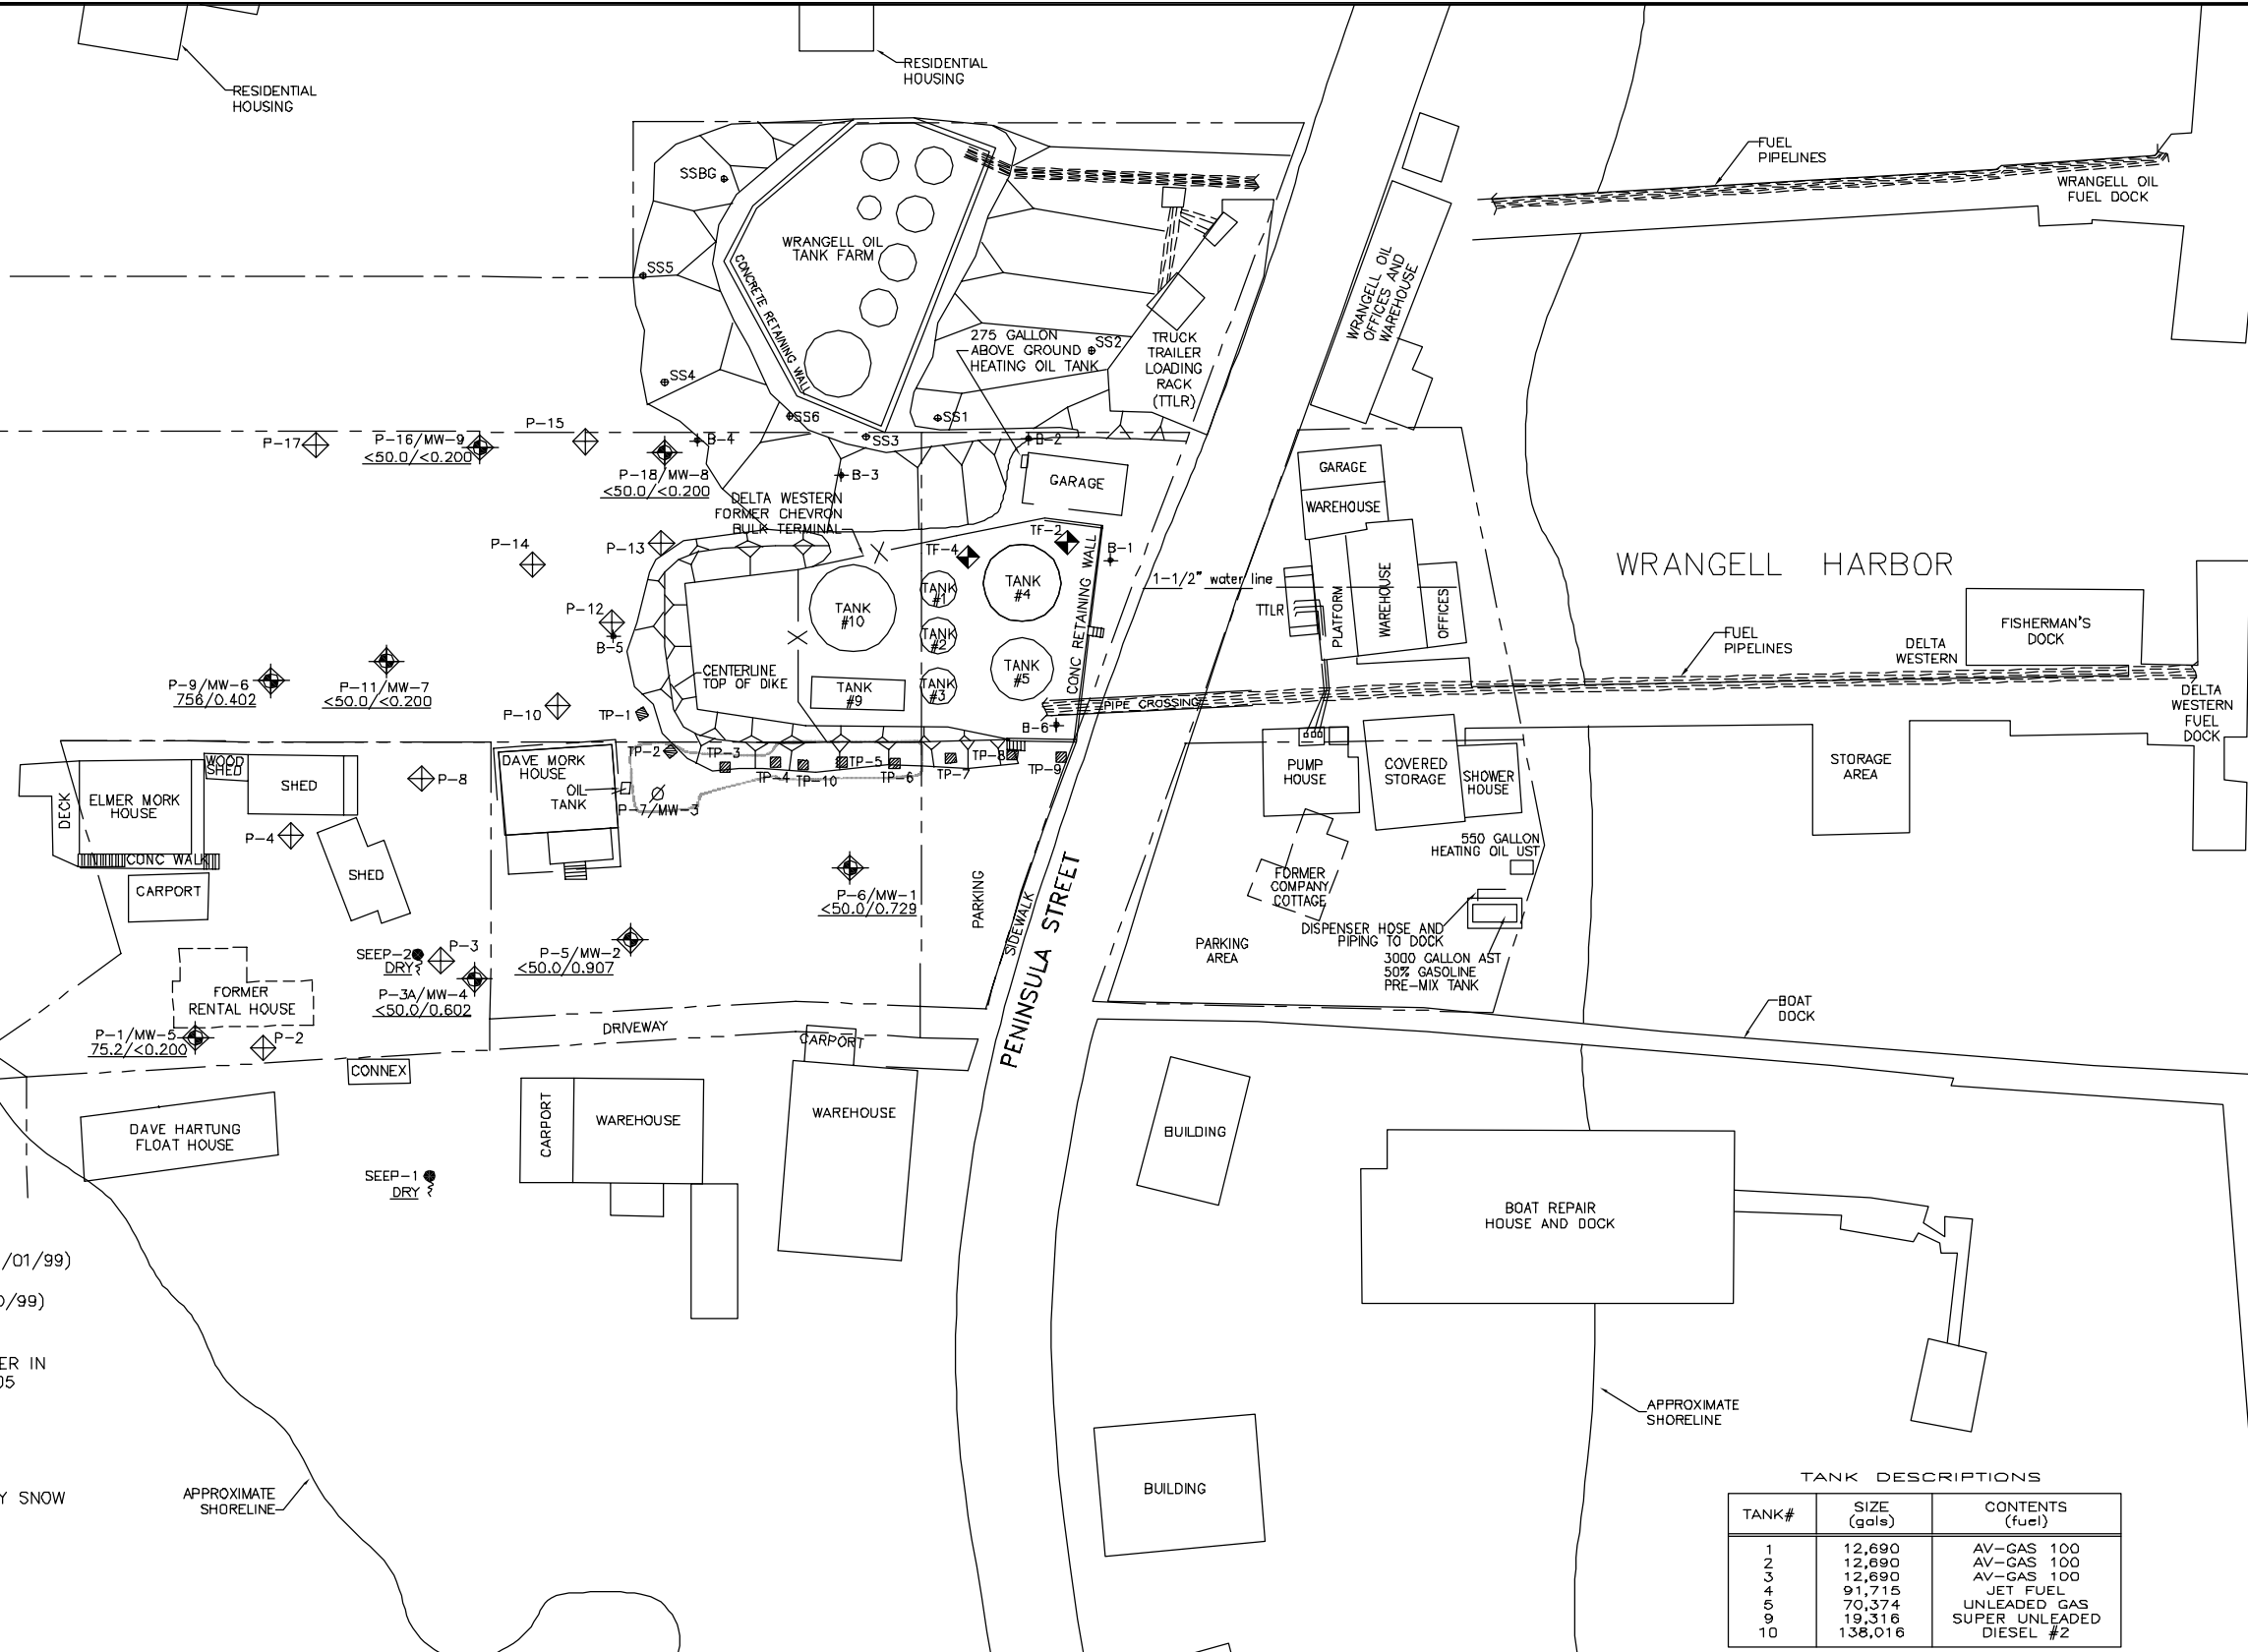 RESIDENTIAL
HOUSING
RESIDENTIAL
HOUSING
FUEL
PIPELINES
WRANGELL OIL
FUEL DOCK
SSBG
WRANGELL OIL
TANK FARM
CONCRETE RETAINING WALL
SS5
SS4
SS6
SS3
SS1
SS2
275 GALLON
ABOVE GROUND
HEATING OIL TANK
TRUCK
TRAILER
LOADING
RACK
(TTLR)
WRANGELL OIL
OFFICES AND
WAREHOUSE
P-17
P-16/MW-9
<50.0/<0.200
P-15
B-4
P-18/MW-8
<50.0/<0.200
B-3
B-2
GARAGE
GARAGE
WAREHOUSE
DELTA WESTERN
FORMER CHEVRON
BULK TERMINAL
P-14
P-13
TF-4
TF-2
B-1
CONC RETAINING WALL
1-1/2" water line
TTLR
PLATFORM
WAREHOUSE
OFFICES
WRANGELL HARBOR
P-12
B-5
TANK
#10
TANK
#1
TANK
#2
TANK
#3
TANK
#4
TANK
#5
TANK
#9
CENTERLINE
TOP OF DIKE
FISHERMAN'S
DOCK
FUEL
PIPELINES
DELTA
WESTERN
DELTA
WESTERN
FUEL
DOCK
P-9/MW-6
756/0.402
P-11/MW-7
<50.0/<0.200
P-10
TP-1
TP-2
TP-3
TP-4
TP-10
TP-5
TP-6
TP-7
TP-8
TP-9
B-6
PIPE CROSSING
WOOD
SHED
SHED
ELMER MORK
HOUSE
DECK
CONC WALK
CARPORT
P-8
P-4
SHED
DAVE MORK
HOUSE
OIL
TANK
P-7/MW-3
PUMP
HOUSE
COVERED
STORAGE
SHOWER
HOUSE
STORAGE
AREA
550 GALLON
HEATING OIL UST
FORMER
COMPANY
COTTAGE
DISPENSER HOSE AND
PIPING TO DOCK
3000 GALLON AST
50% GASOLINE
PRE-MIX TANK
PARKING
AREA
P-6/MW-1
<50.0/0.729
PARKING
SIDEWALK
PENINSULA STREET
SEEP-2
DRY
P-3
P-3A/MW-4
<50.0/0.602
P-5/MW-2
<50.0/0.907
FORMER
RENTAL HOUSE
P-1/MW-5
75.2/<0.200
P-2
DRIVEWAY
CARPORT
BOAT
DOCK
CONNEX
DAVE HARTUNG
FLOAT HOUSE
CARPORT
WAREHOUSE
WAREHOUSE
BUILDING
SEEP-1
DRY
BOAT REPAIR
HOUSE AND DOCK
/01/99)
0/99)
ER IN
05
Y SNOW
APPROXIMATE
SHORELINE
APPROXIMATE
SHORELINE
BUILDING
TANK DESCRIPTIONS
TANK# SIZE (gals) CONTENTS (fuel)
1 12,690 AV-GAS 100
2 12,690 AV-GAS 100
3 12,690 AV-GAS 100
4 91,715 JET FUEL
5 70,374 UNLEADED GAS
9 19,316 SUPER UNLEADED
10 138,016 DIESEL #2